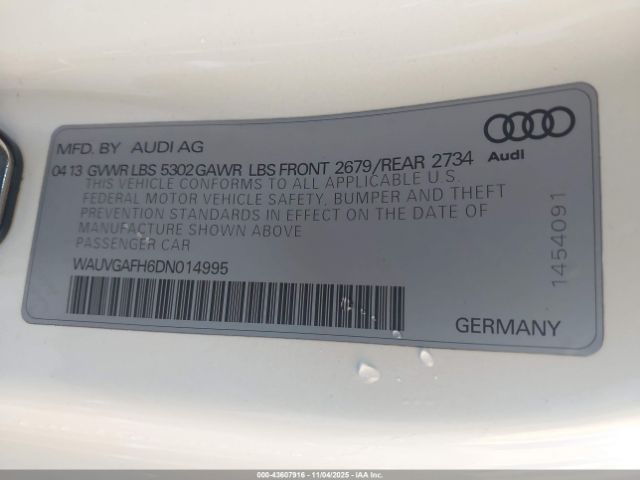 MFD. BY AUDI AG
Audi
04 13 GVWR LBS 5302 GAWR LBS FRONT 2679/REAR 2734
THIS VEHICLE CONFORMS TO ALL APPLICABLE U.S.
FEDERAL MOTOR VEHICLE SAFETY, BUMPER AND THEFT
PREVENTION STANDARDS IN EFFECT ON THE DATE OF
MANUFACTURE SHOWN ABOVE
PASSENGER CAR
WAUVGAFH6DN014995
GERMANY
1454091
000-43607916 - 11/04/2025 - IAA Inc.